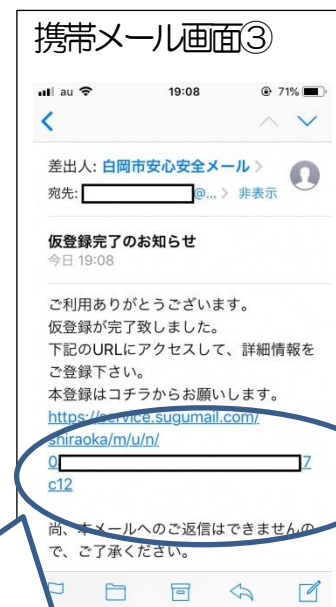 携帯メール画面③
au 19:08 71%
差出人: 白岡市安心安全メール
宛先: @... 非表示
仮登録完了のお知らせ
今日 19:08
ご利用ありがとうございます。
仮登録が完了致しました。
下記のURLにアクセスして、詳細情報を
ご登録下さい。
本登録はコチラからお願いします。
https://service.sugumail.com/
shiraoka/m/u/n/
0 7
c12
尚、本メールへのご返信はできませんの
で、ご了承ください。